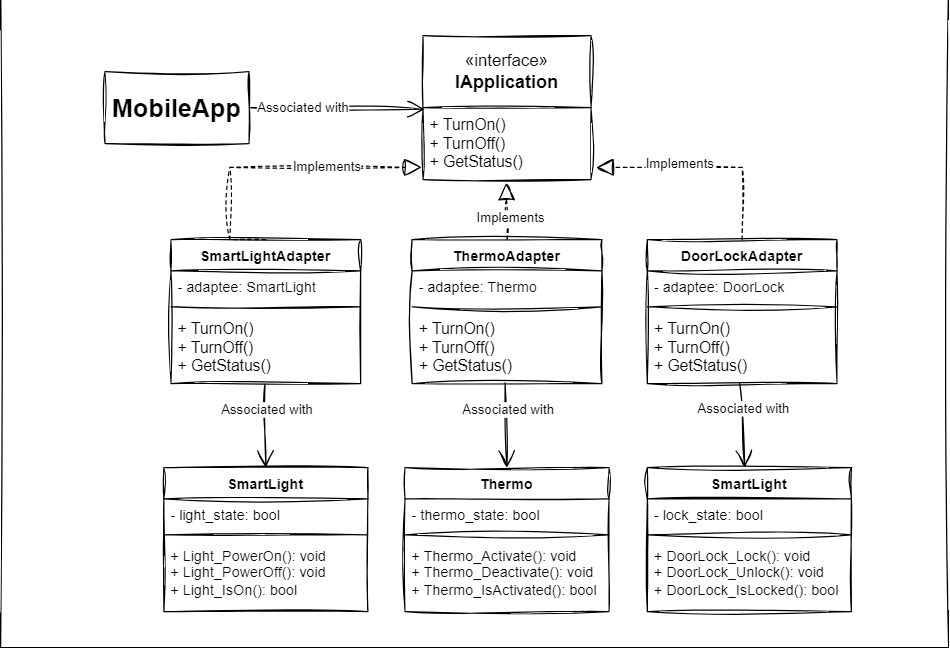 «interface»
IApplication
MobileApp
Associated with
+ TurnOn()
+ TurnOff()
+ GetStatus()
Implements
Implements
Implements
SmartLightAdapter
- adaptee: SmartLight
+ TurnOn()
+ TurnOff()
+ GetStatus()
ThermoAdapter
- adaptee: Thermo
+ TurnOn()
+ TurnOff()
+ GetStatus()
DoorLockAdapter
- adaptee: DoorLock
+ TurnOn()
+ TurnOff()
+ GetStatus()
Associated with
Associated with
Associated with
SmartLight
- light_state: bool
+ Light_PowerOn(): void
+ Light_PowerOff(): void
+ Light_IsOn(): bool
Thermo
- thermo_state: bool
+ Thermo_Activate(): void
+ Thermo_Deactivate(): void
+ Thermo_IsActivated(): bool
SmartLight
- lock_state: bool
+ DoorLock_Lock(): void
+ DoorLock_Unlock(): void
+ DoorLock_IsLocked(): bool